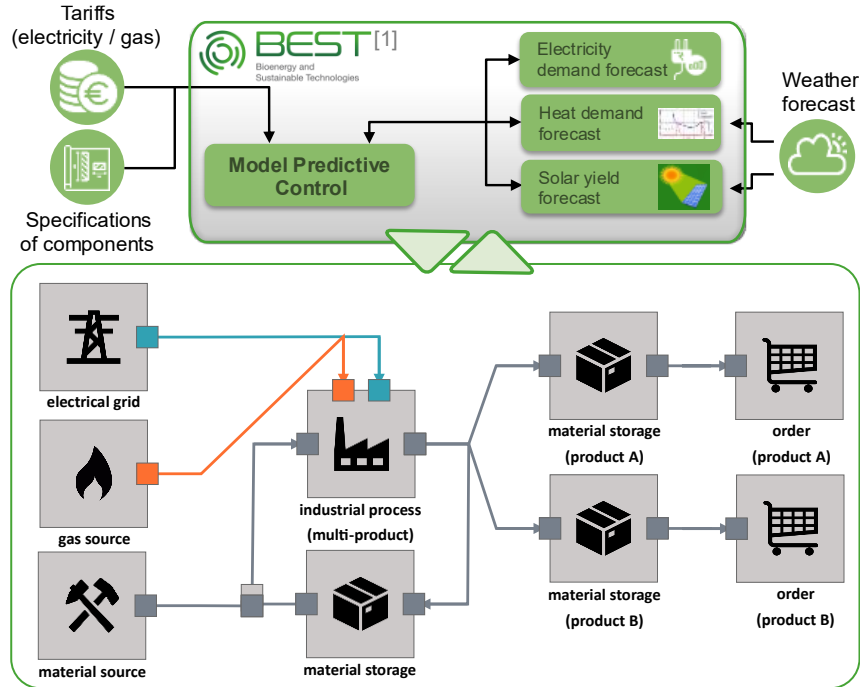 Tariffs
(electricity / gas)
BEST[1]
Bioenergy and
Sustainable Technologies
Electricity
demand forecast
Weather
forecast
Heat demand
forecast
Model Predictive
Control
Solar yield
forecast
Specifications
of components
electrical grid
material storage
(product A)
order
(product A)
gas source
industrial process
(multi-product)
material storage
(product B)
order
(product B)
material source
material storage